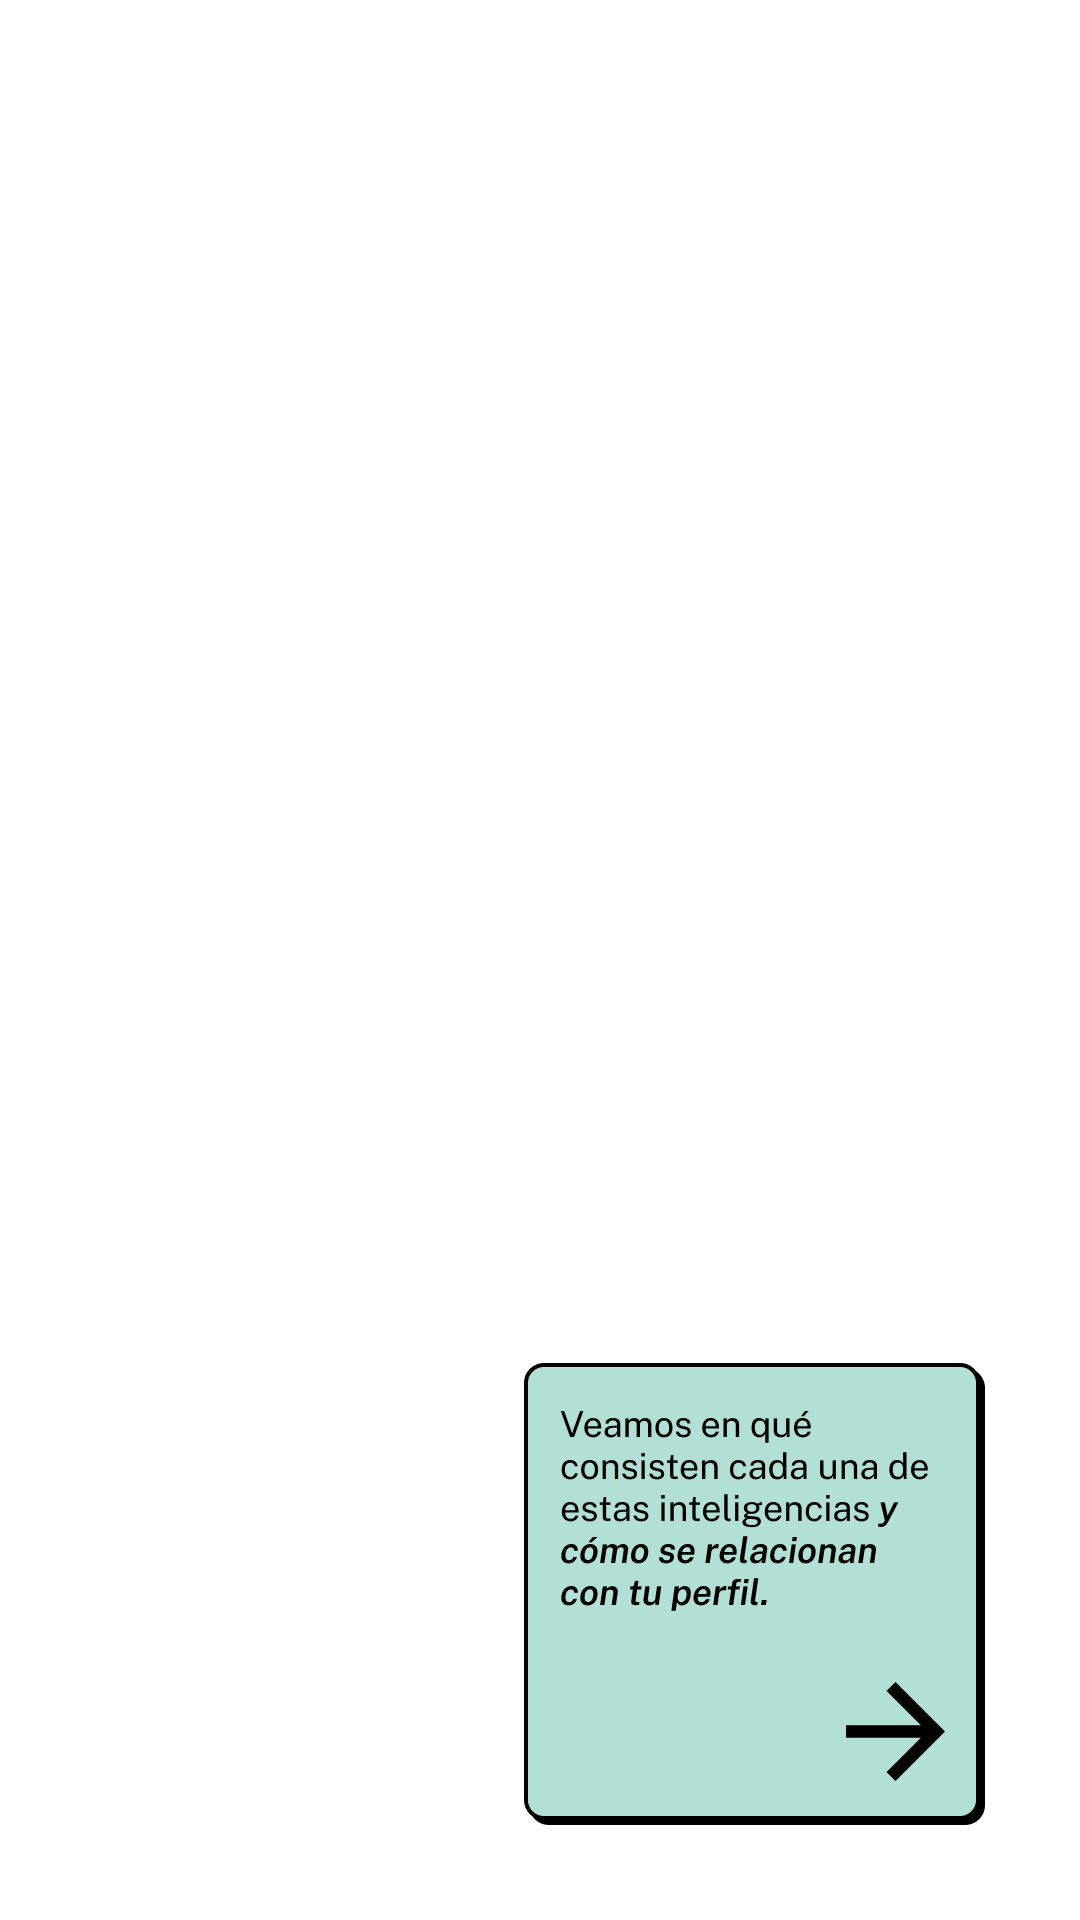 Veamos en qué
consisten cada una de
estas inteligencias y
cómo se relacionan
con tu perfil.